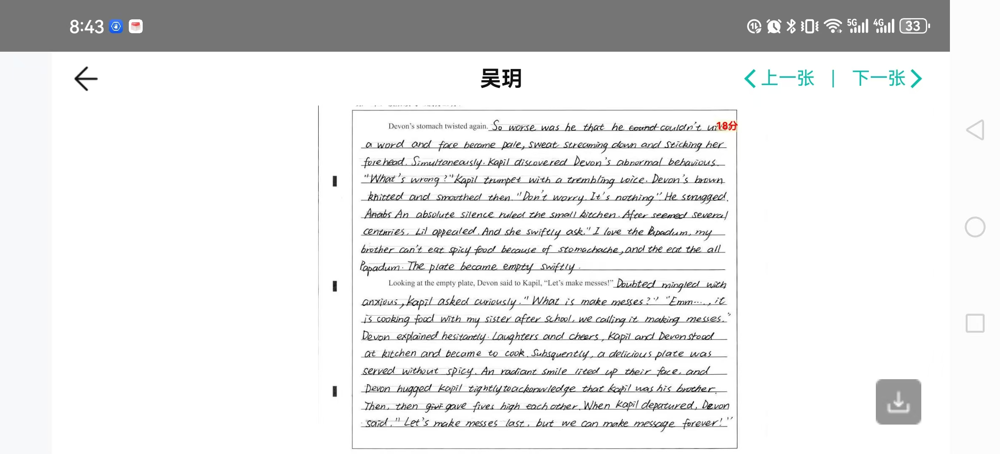 8:43
5G 4G 33
吴玥
上一张 | 下一张
Devon's stomach twisted again. So worse was he that he cound couldn't
18分
a word and face became pale, sweat streaming down and sticking her
forehead. Simultaneously. Kapil discovered Devon's abnormal behavious.
"What's wrong?" Kapil trumpet with a trembling voice. Devon's brown
knitted and smoothed then. "Don't worry. It's nothing" He strugged.
Anabs An absolute silence ruled the small kitchen. After seemed several
centuries, Lil appealed. And she swiftly ask." I love the Papadum, my
brother can't eat spicy food because of stomachache, and the eat the all
Papadum. The plate became empty swiftly.
Looking at the empty plate, Devon said to Kapil, “Let's make messes!” Doubted mingled with
anxious, Kapil asked curiously. "What is make messes?" "Emm..., it
is cooking food with my sister after school, we calling it making messes."
Devon explained hesitantly. Laughters and cheers, Kapil and Devon stood
at kitchen and became to cook. Subsquently, a delicious plate was
served without spicy. An radiant smile lited up their face, and
Devon hugged Kapil tightly to ackonwledge that Kapil was his brother.
Then, then gave fives high each other. When Kapil depatured, Devon
said, "Let's make messes last, but we can make message forever!"